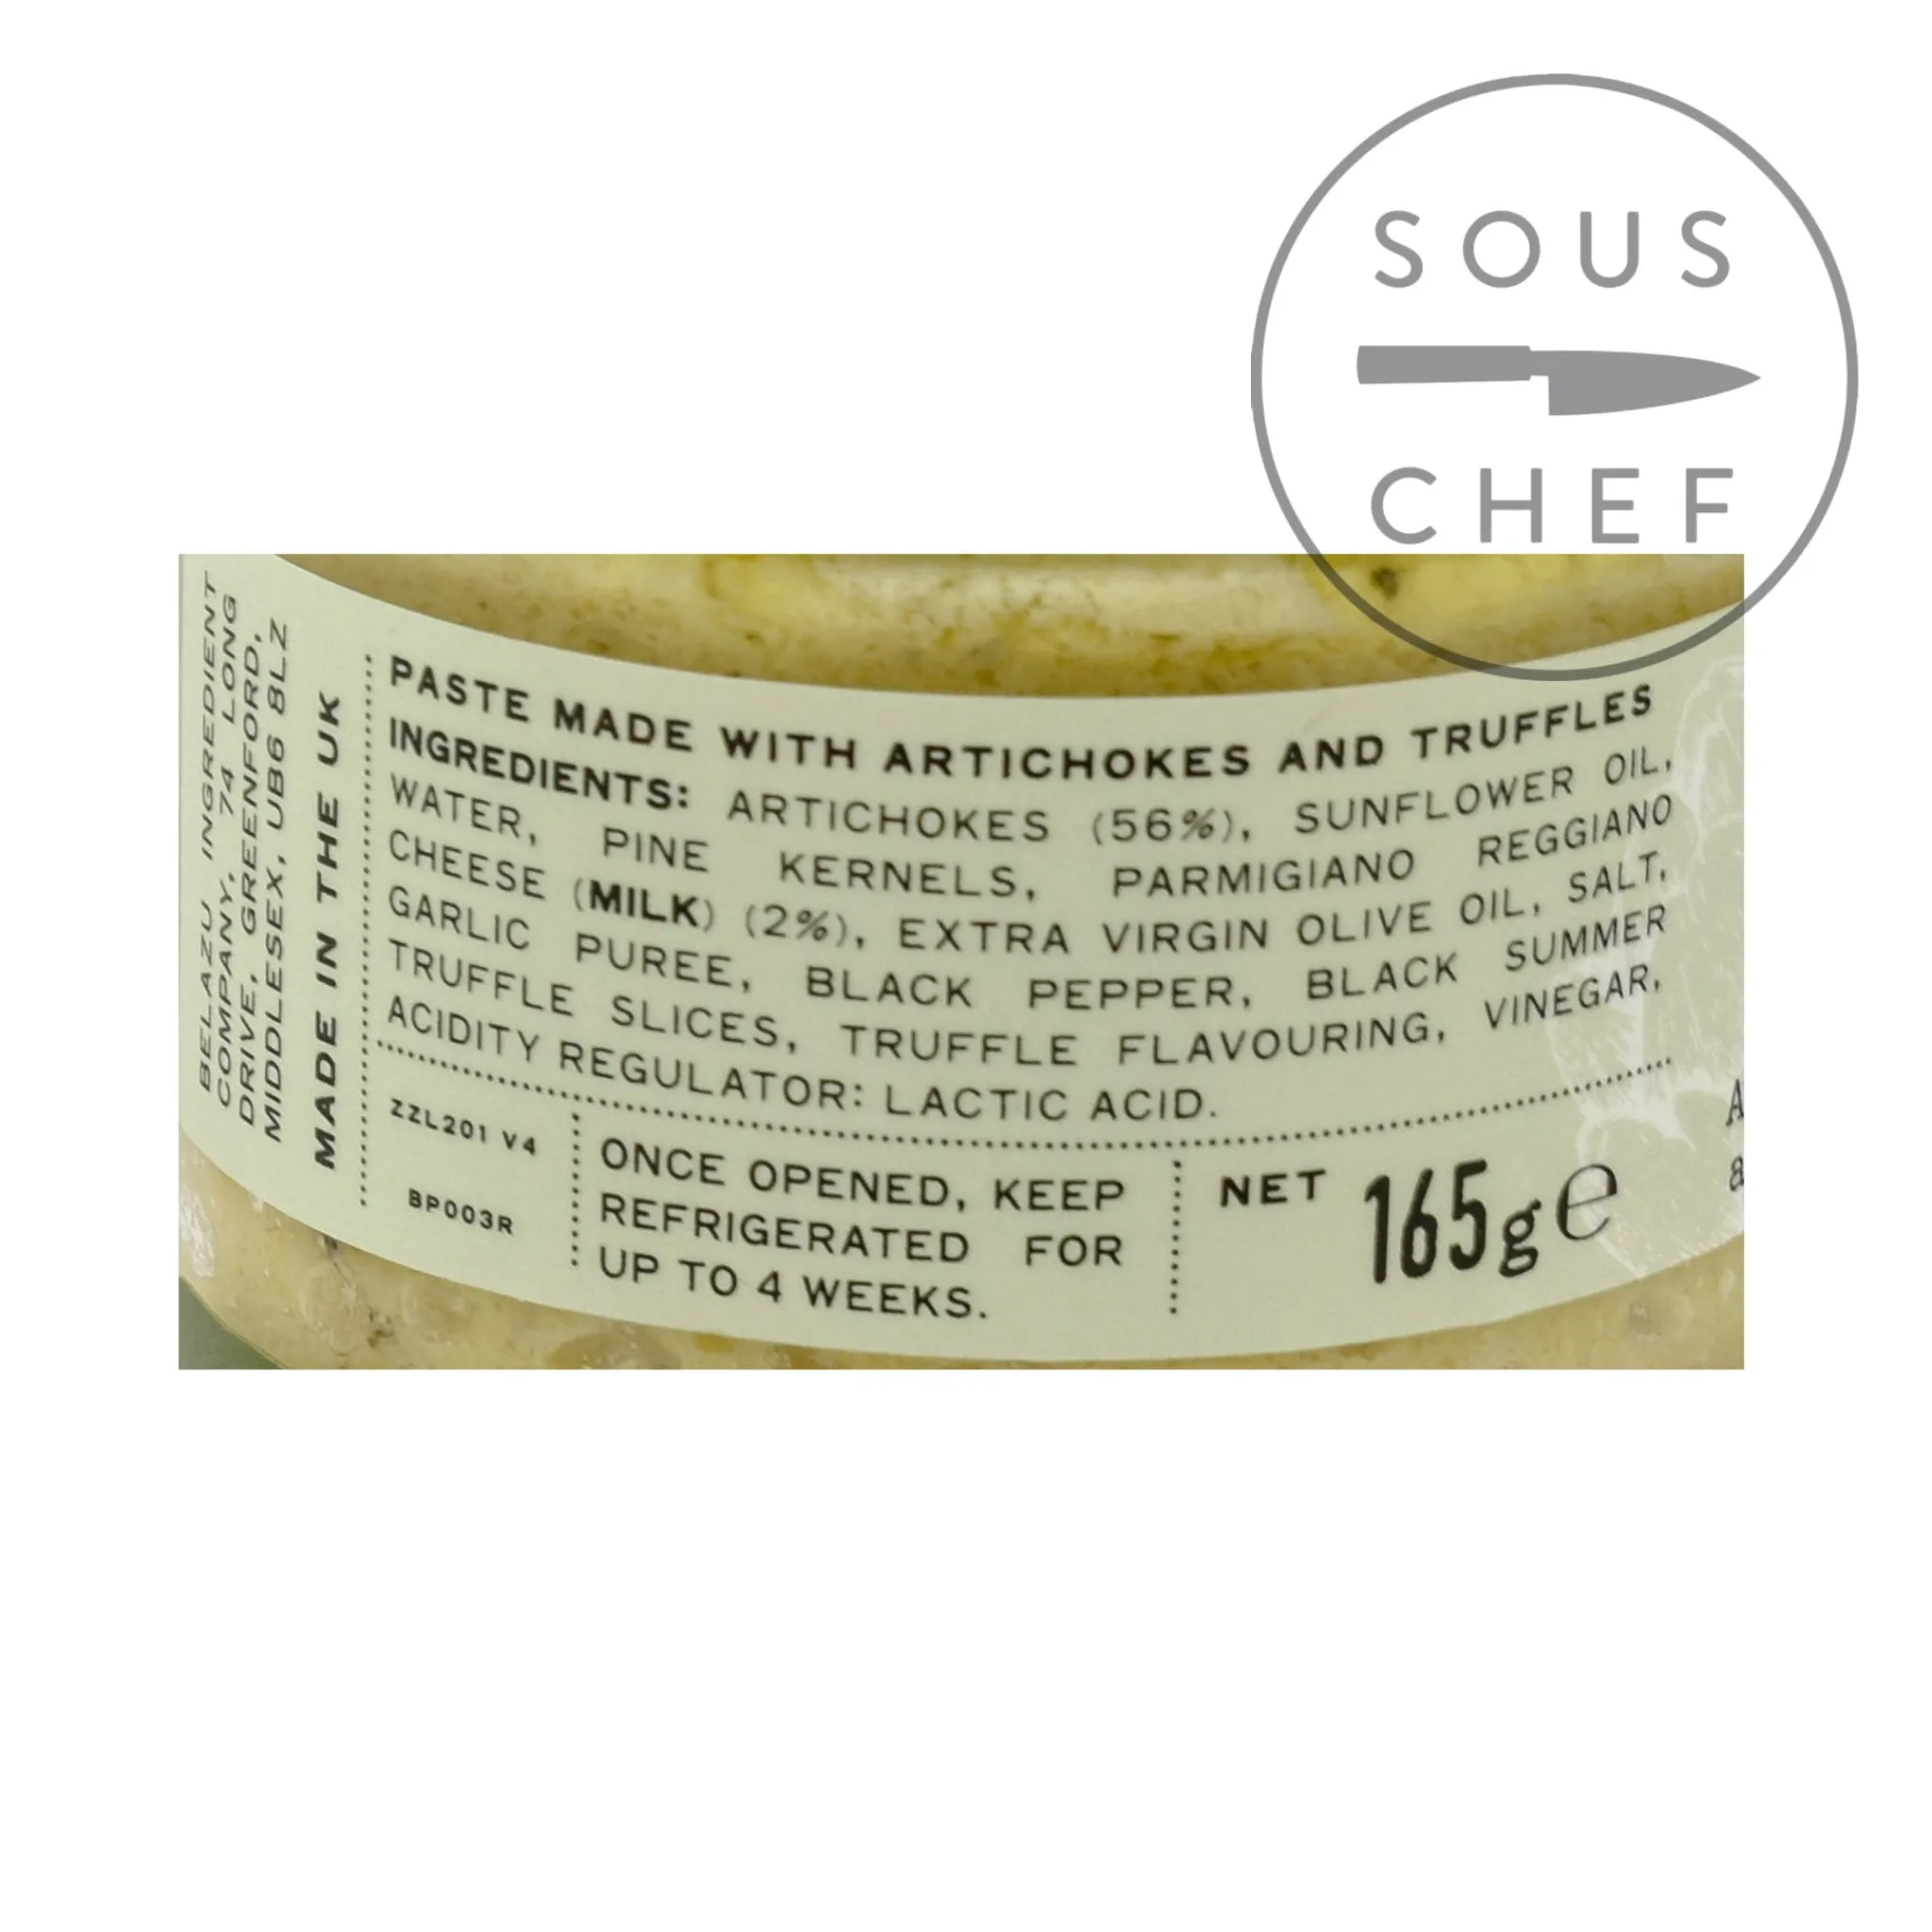 SOUS
CHEF
BELAZU INGREDIENT
COMPANY, 74 LONG
DRIVE, GREENFORD,
MIDDLESEX, UB6 8LZ
MADE IN THE UK
PASTE MADE WITH ARTICHOKES AND TRUFFLES
INGREDIENTS: ARTICHOKES (56%), SUNFLOWER OIL,
WATER, PINE KERNELS, PARMIGIANO REGGIANO
CHEESE (MILK) (2%), EXTRA VIRGIN OLIVE OIL, SALT,
GARLIC PUREE, BLACK PEPPER, BLACK SUMMER
TRUFFLE SLICES, TRUFFLE FLAVOURING, VINEGAR,
ACIDITY REGULATOR: LACTIC ACID.
ZZL201 V4
BP003R
ONCE OPENED, KEEP
REFRIGERATED FOR
UP TO 4 WEEKS.
NET 165g e